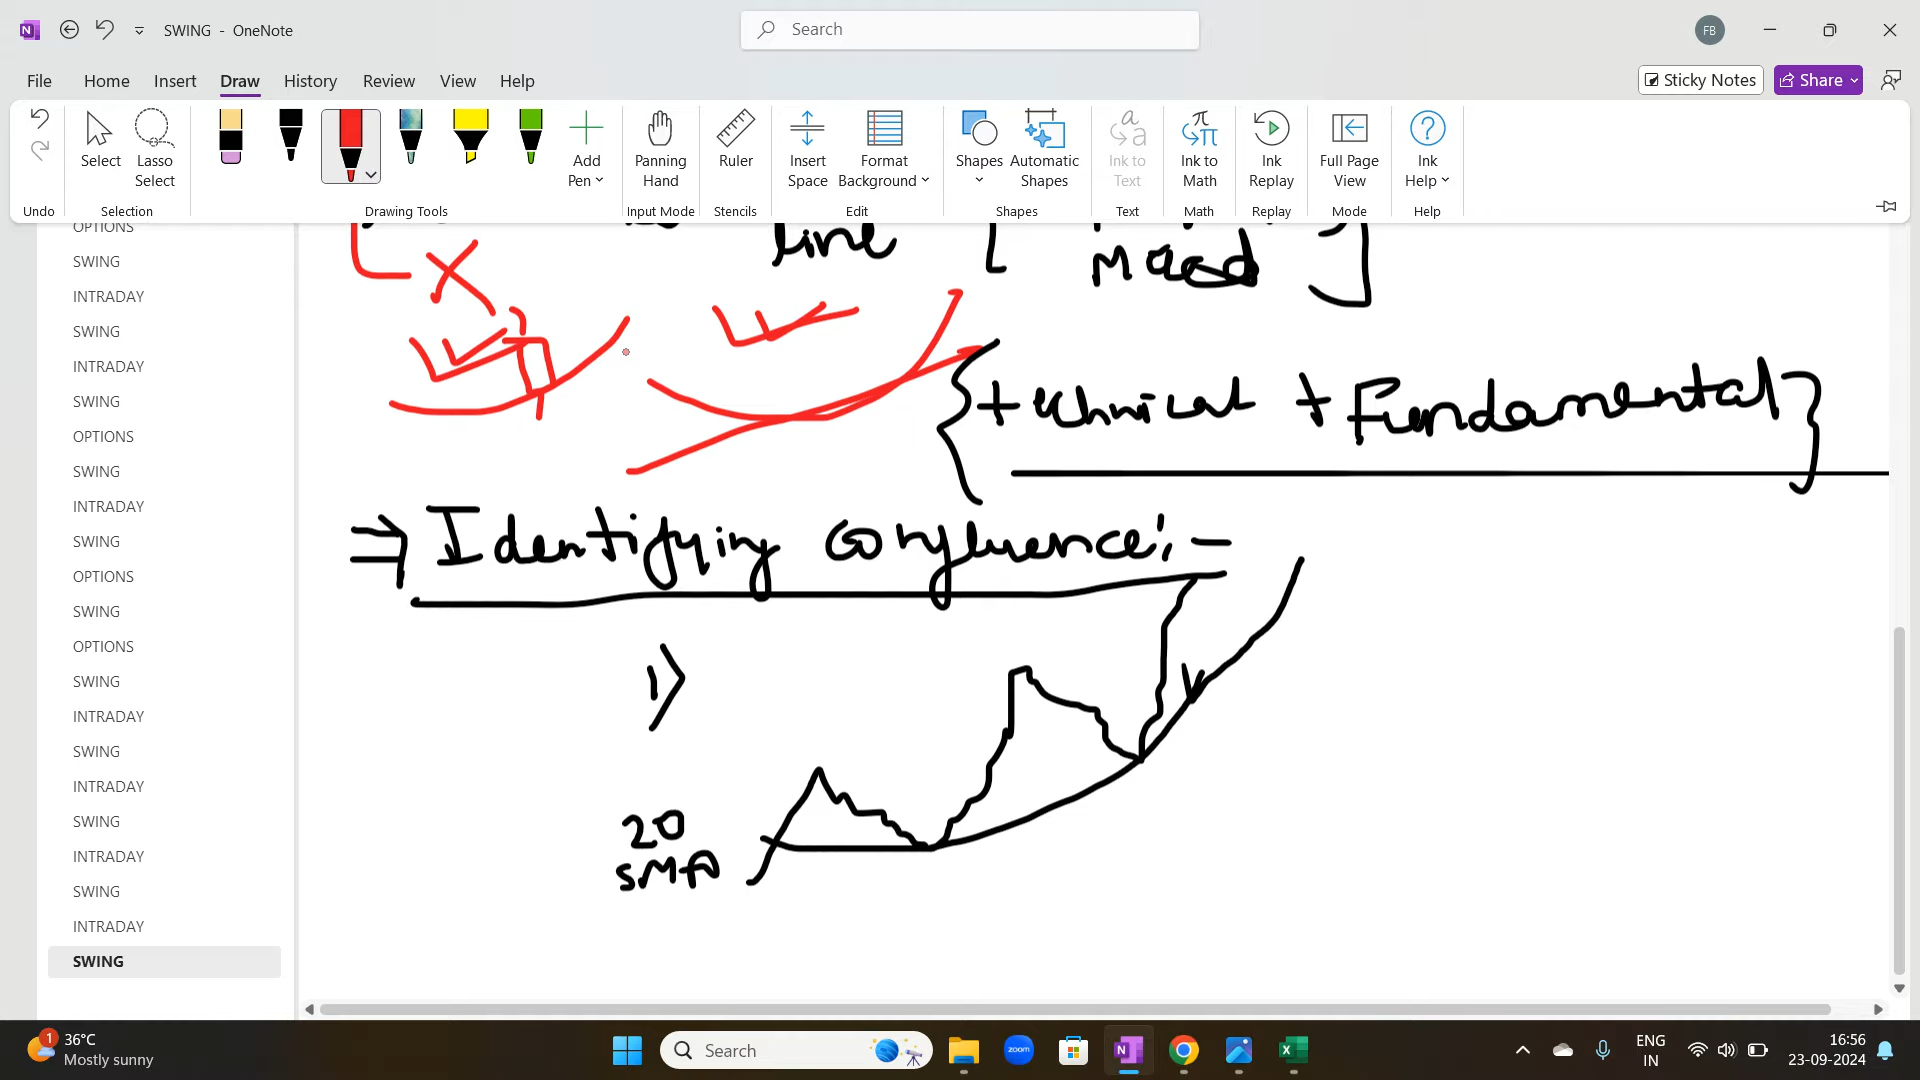 SWING - OneNote
Search
FB
File Home Insert Draw History Review View Help
Sticky Notes
Share
Select
Lasso Select
Add Pen
Panning Hand
Ruler
Insert Space
Format Background
Shapes
Automatic Shapes
Ink to Text
Ink to Math
Ink Replay
Full Page View
Ink Help
Undo
Selection
Drawing Tools
Input Mode
Stencils
Edit
Shapes
Text
Math
Replay
Mode
Help
OPTIONS
SWING
INTRADAY
SWING
INTRADAY
SWING
OPTIONS
SWING
INTRADAY
SWING
OPTIONS
SWING
OPTIONS
SWING
INTRADAY
SWING
INTRADAY
SWING
INTRADAY
SWING
INTRADAY
SWING
line
Maed
{technical + Fundamental}
⇒ Identifying confluence:-
1)
20
SMA
1
36°C
Mostly sunny
Search
zoom
ENG
IN
16:56
23-09-2024